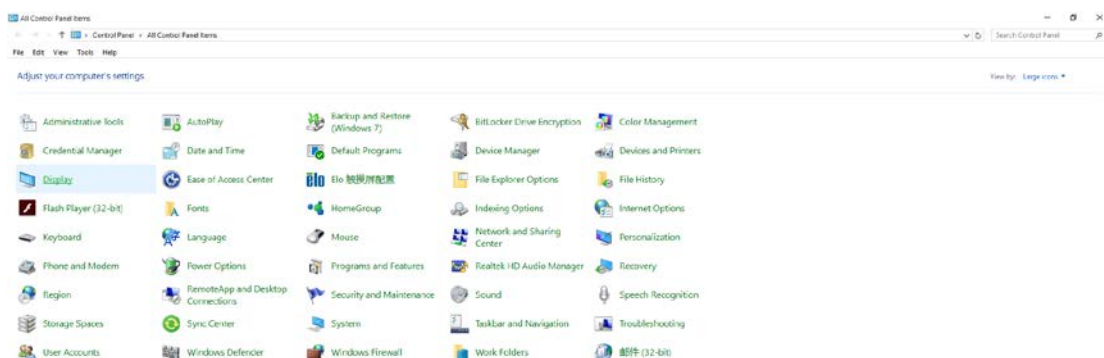 All Control Panel Items
Control Panel › All Control Panel Items
Search Control Panel
File Edit View Tools Help
Adjust your computer's settings
View by: Large icons
Administrative Tools
AutoPlay
Backup and Restore
(Windows 7)
BitLocker Drive Encryption
Color Management
Credential Manager
Date and Time
Default Programs
Device Manager
Devices and Printers
Display
Ease of Access Center
elo
Elo 触摸屏配置
File Explorer Options
File History
Flash Player (32-bit)
Fonts
HomeGroup
Indexing Options
Internet Options
Keyboard
Language
Mouse
Network and Sharing
Center
Personalization
Phone and Modem
Power Options
Programs and Features
Realtek HD Audio Manager
Recovery
Region
RemoteApp and Desktop
Connections
Security and Maintenance
Sound
Speech Recognition
Storage Spaces
Sync Center
System
Taskbar and Navigation
Troubleshooting
User Accounts
Windows Defender
Windows Firewall
Work Folders
邮件 (32-bit)